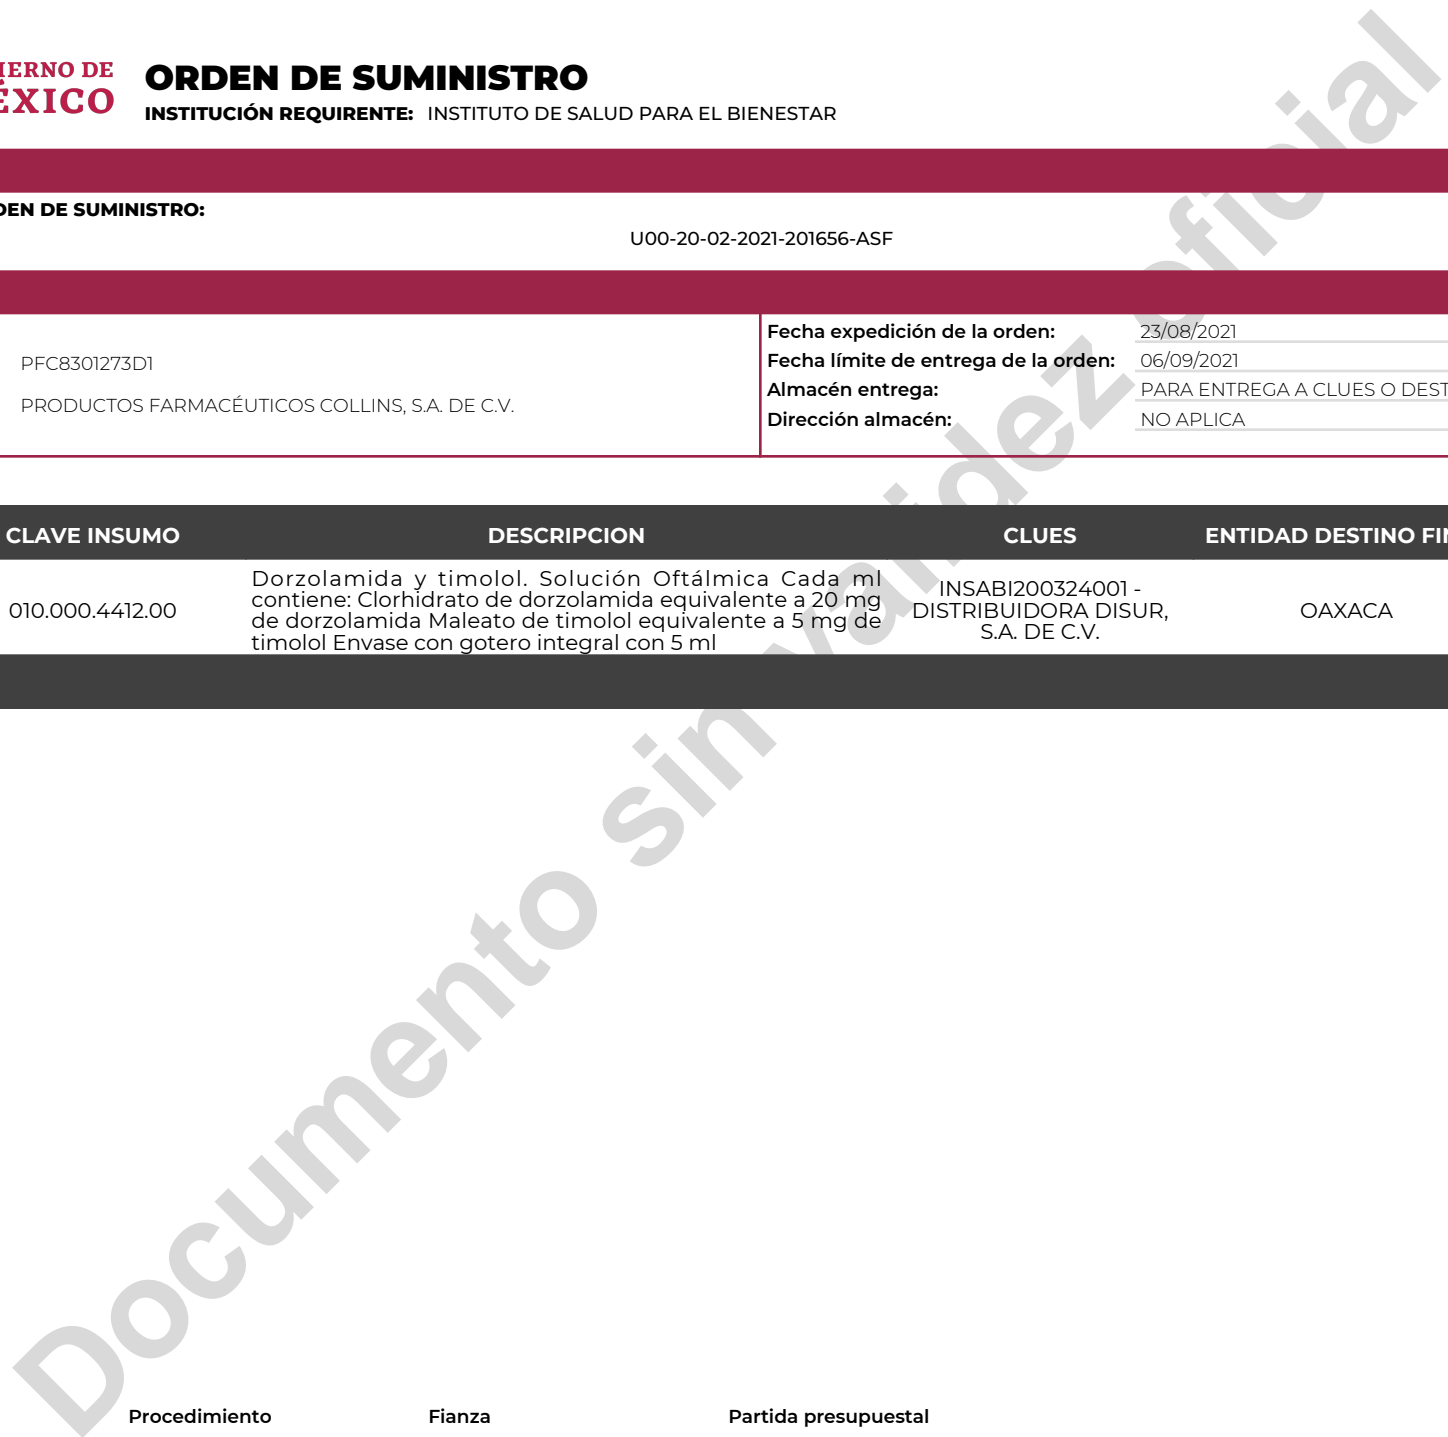 IERNO DE
ÉXICO
ORDEN DE SUMINISTRO
INSTITUCIÓN REQUIRENTE: INSTITUTO DE SALUD PARA EL BIENESTAR
DEN DE SUMINISTRO:
U00-20-02-2021-201656-ASF
PFC8301273D1
PRODUCTOS FARMACÉUTICOS COLLINS, S.A. DE C.V.
Fecha expedición de la orden: 23/08/2021
Fecha límite de entrega de la orden: 06/09/2021
Almacén entrega: PARA ENTREGA A CLUES O DEST
Dirección almacén: NO APLICA
CLAVE INSUMO DESCRIPCION CLUES ENTIDAD DESTINO FIN
010.000.4412.00
Dorzolamida y timolol. Solución Oftálmica Cada ml
contiene: Clorhidrato de dorzolamida equivalente a 20 mg
de dorzolamida Maleato de timolol equivalente a 5 mg de
timolol Envase con gotero integral con 5 ml
INSABI200324001 -
DISTRIBUIDORA DISUR,
S.A. DE C.V.
OAXACA
Documento sin validez oficial
Procedimiento Fianza Partida presupuestal